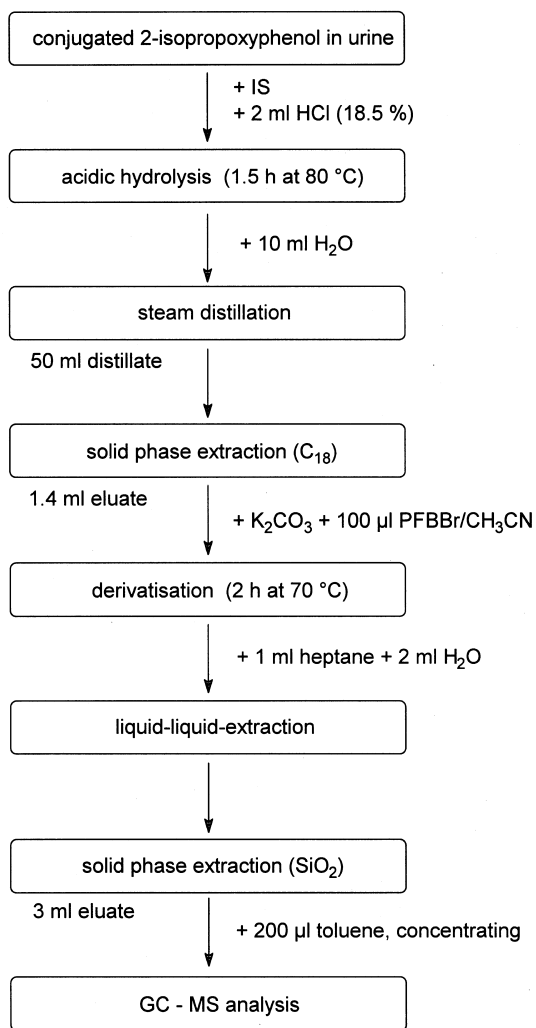 conjugated 2-isopropoxyphenol in urine
+ IS
+ 2 ml HCl (18.5 %)
acidic hydrolysis (1.5 h at 80 °C)
+ 10 ml H₂O
steam distillation
50 ml distillate
solid phase extraction (C₁₈)
1.4 ml eluate
+ K₂CO₃ + 100 µl PFBBr/CH₃CN
derivatisation (2 h at 70 °C)
+ 1 ml heptane + 2 ml H₂O
liquid-liquid-extraction
solid phase extraction (SiO₂)
3 ml eluate
+ 200 µl toluene, concentrating
GC - MS analysis